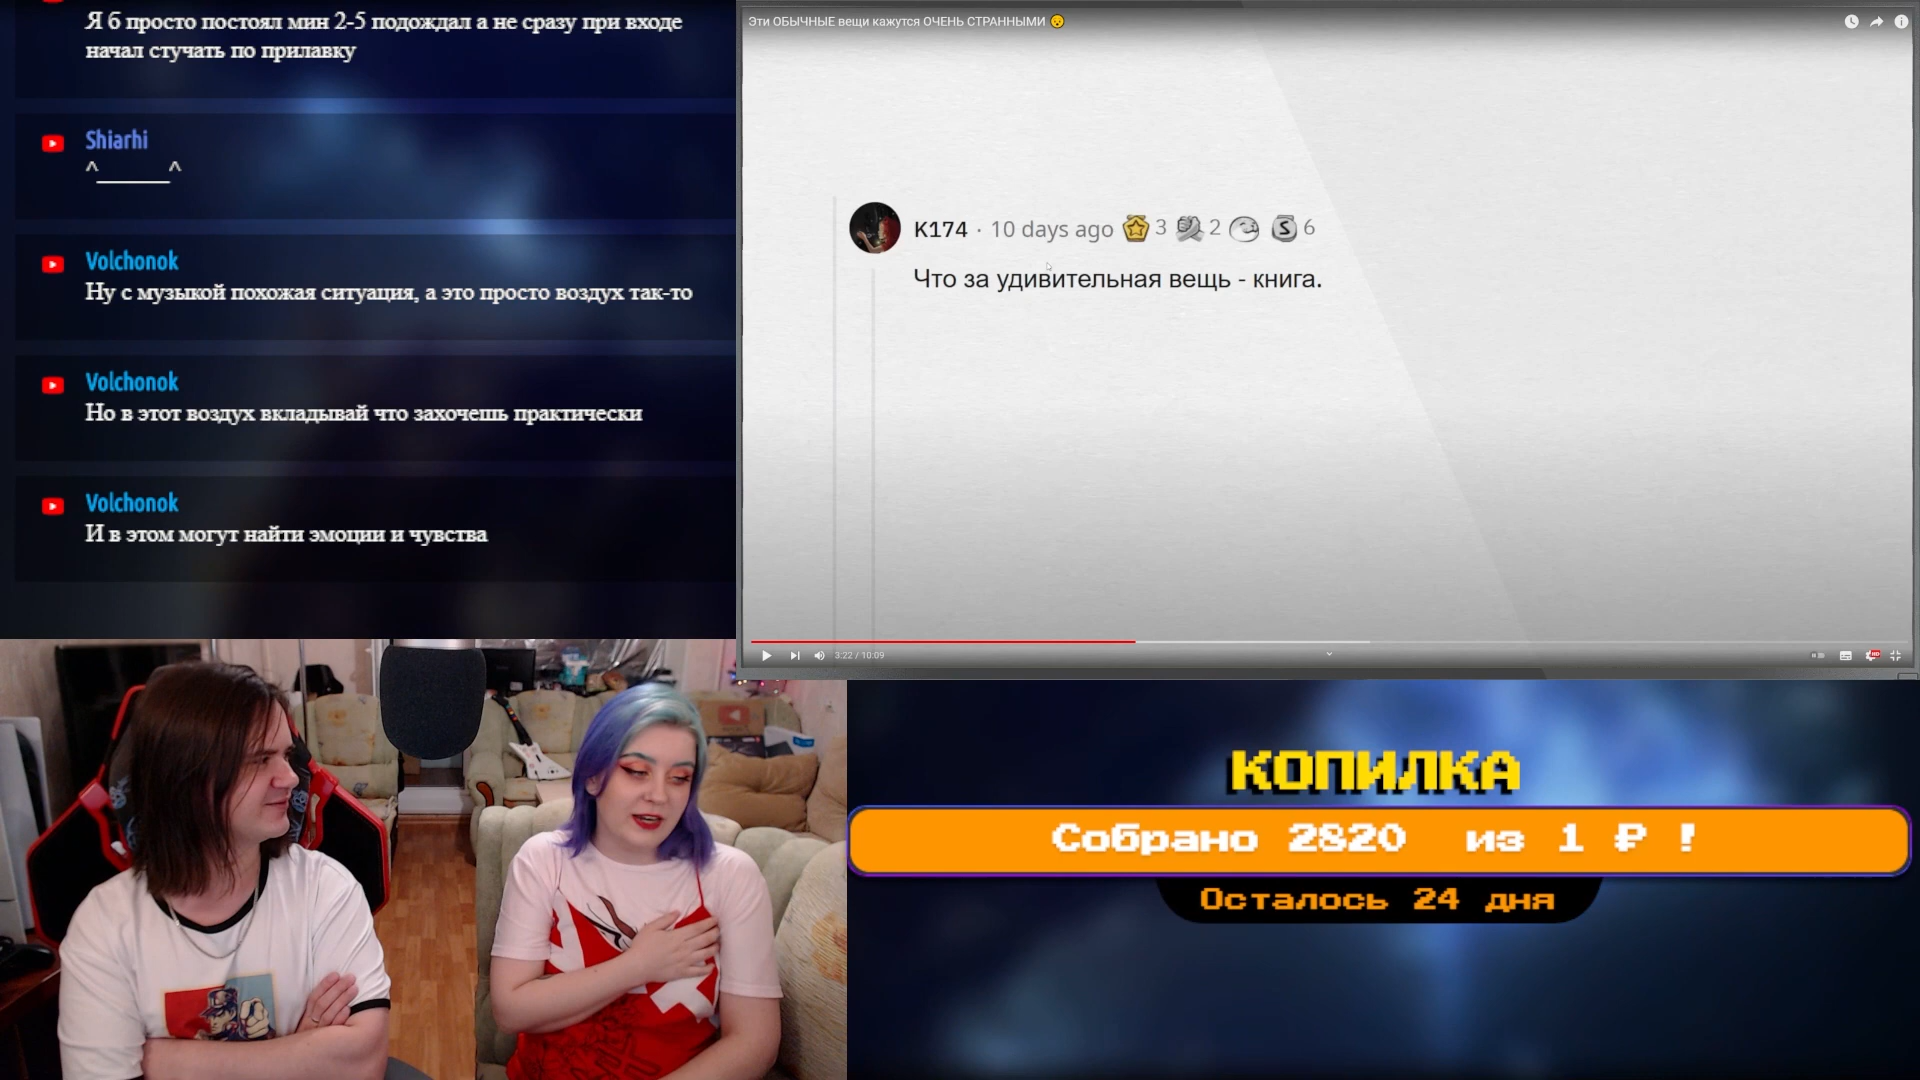 Я б просто постоял мин 2-5 подождал а не сразу при входе
начал стучать по прилавку
Shiarhi
^______^
Volchonok
Ну с музыкой похожая ситуация, а это просто воздух так-то
Volchonok
Но в этот воздух вкладывай что захочешь практически
Volchonok
И в этом могут найти эмоции и чувства
Эти ОБЫЧНЫЕ вещи кажутся ОЧЕНЬ СТРАННЫМИ 😮
K174 · 10 days ago 3 2 S 6
Что за удивительная вещь - книга.
3:22 / 10:09
HD
КОПИЛКА
Собрано 2820 из 1 ₽ !
Осталось 24 дня